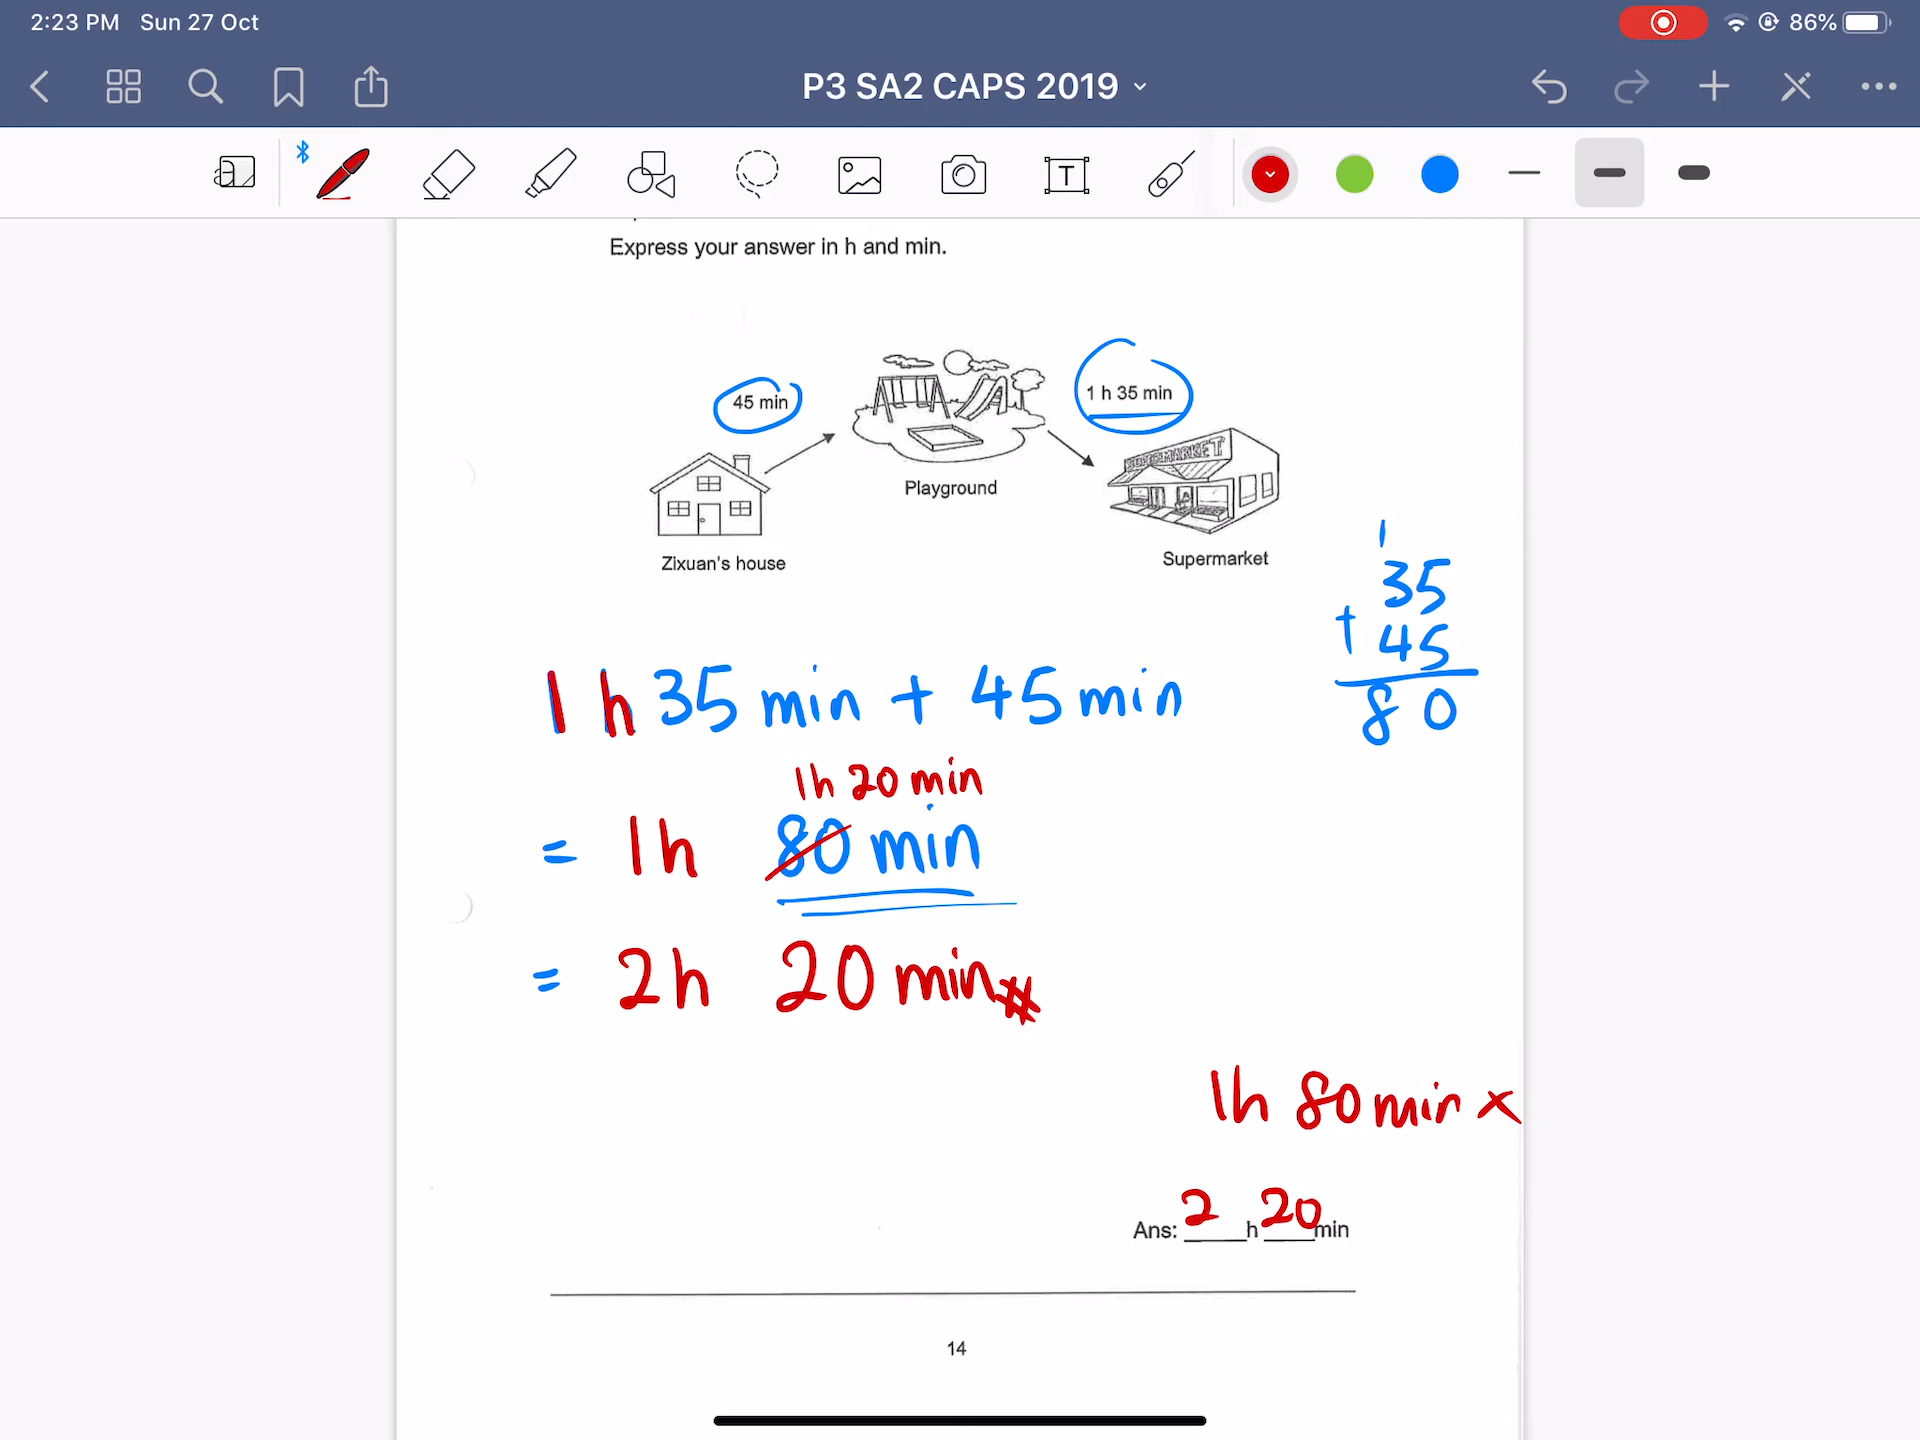 2:23 PM Sun 27 Oct
86%
P3 SA2 CAPS 2019
Express your answer in h and min.
45 min
1 h 35 min
SUPERMARKET
Playground
Zixuan's house
Supermarket
1
35
+ 45
80
1 h 35 min + 45 min
1h 20 min
= 1h 80 min
= 2h 20 min
1h 80 min x
Ans: 2 h 20 min
14